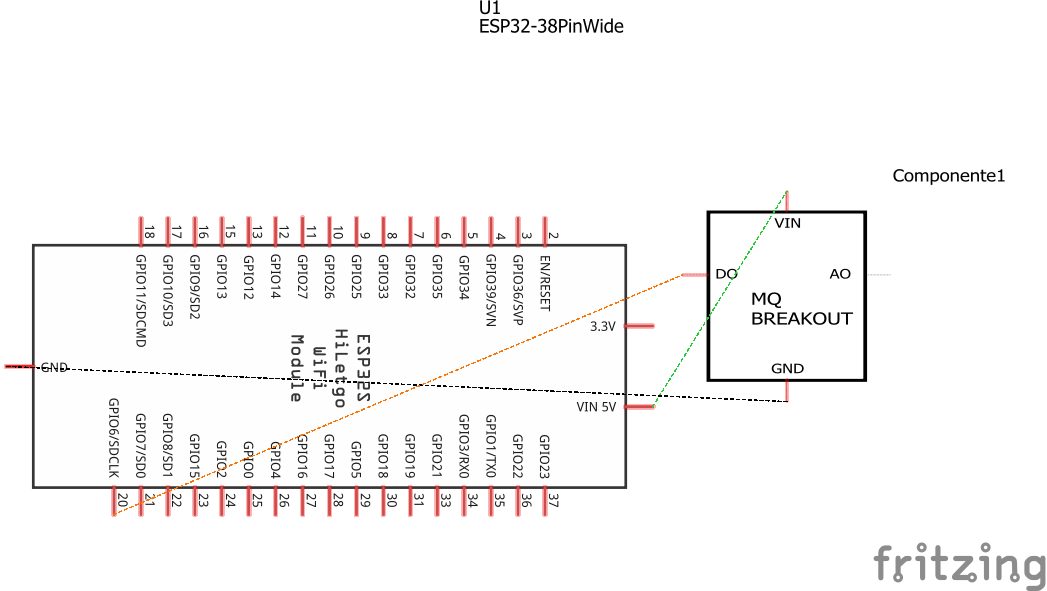 U1
ESP32-38PinWide
Componente1
18
17
16
15
13
12
11
10
9
8
7
6
5
4
3
2
GPIO11/SDCMD
GPIO10/SD3
GPIO9/SD2
GPIO13
GPIO12
GPIO14
GPIO27
GPIO26
GPIO25
GPIO33
GPIO32
GPIO35
GPIO34
GPIO39/SVN
GPIO36/SVP
EN/RESET
3.3V
VIN 5V
GND
ESP32S
HiLetgo
WiFi
Module
GPIO6/SDCLK
GPIO7/SD0
GPIO8/SD1
GPIO15
GPIO2
GPIO0
GPIO4
GPIO16
GPIO17
GPIO5
GPIO18
GPIO19
GPIO21
GPIO3/RX0
GPIO1/TX0
GPIO22
GPIO23
20
21
22
23
24
25
26
27
28
29
30
31
33
34
35
36
37
VIN
DO
AO
MQ
BREAKOUT
GND
fritzing